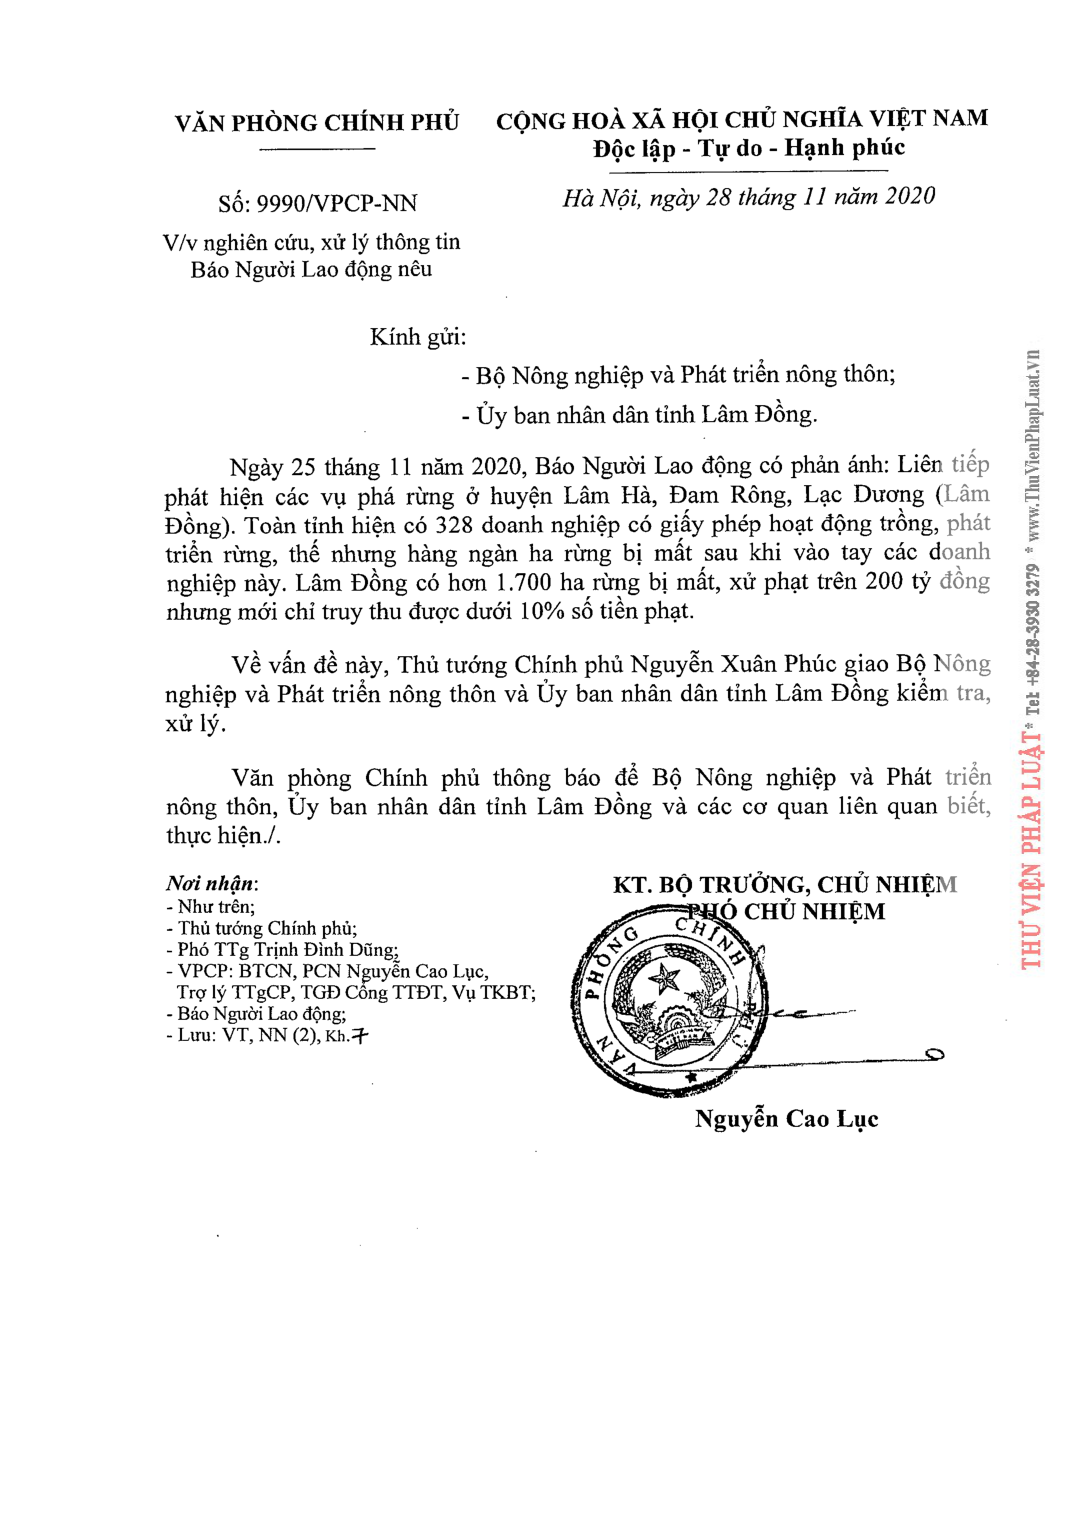 VĂN PHÒNG CHÍNH PHỦ
CỘNG HOÀ XÃ HỘI CHỦ NGHĨA VIỆT NAM
Độc lập - Tự do - Hạnh phúc
Số: 9990/VPCP-NN
Hà Nội, ngày 28 tháng 11 năm 2020
V/v nghiên cứu, xử lý thông tin
Báo Người Lao động nêu
Kính gửi:
- Bộ Nông nghiệp và Phát triển nông thôn;
- Ủy ban nhân dân tỉnh Lâm Đồng.
Ngày 25 tháng 11 năm 2020, Báo Người Lao động có phản ánh: Liên tiếp
phát hiện các vụ phá rừng ở huyện Lâm Hà, Đam Rông, Lạc Dương (Lâm
Đồng). Toàn tỉnh hiện có 328 doanh nghiệp có giấy phép hoạt động trồng, phát
triển rừng, thế nhưng hàng ngàn ha rừng bị mất sau khi vào tay các doanh
nghiệp này. Lâm Đồng có hơn 1.700 ha rừng bị mất, xử phạt trên 200 tỷ đồng
nhưng mới chỉ truy thu được dưới 10% số tiền phạt.
Về vấn đề này, Thủ tướng Chính phủ Nguyễn Xuân Phúc giao Bộ Nông
nghiệp và Phát triển nông thôn và Ủy ban nhân dân tỉnh Lâm Đồng kiểm tra,
xử lý.
Văn phòng Chính phủ thông báo để Bộ Nông nghiệp và Phát triển
nông thôn, Ủy ban nhân dân tỉnh Lâm Đồng và các cơ quan liên quan biết,
thực hiện./.
Nơi nhận:
- Như trên;
- Thủ tướng Chính phủ;
- Phó TTg Trịnh Đình Dũng;
- VPCP: BTCN, PCN Nguyễn Cao Lục,
Trợ lý TTgCP, TGĐ Cổng TTĐT, Vụ TKBT;
- Báo Người Lao động;
- Lưu: VT, NN (2), Kh.7
KT. BỘ TRƯỞNG, CHỦ NHIỆM
PHÓ CHỦ NHIỆM
VĂN PHÒNG CHÍNH PHỦ
Nguyễn Cao Lục
THƯ VIỆN PHÁP LUẬT * Tel: +84-28-3930 3279 * www.ThuVienPhapLuat.vn